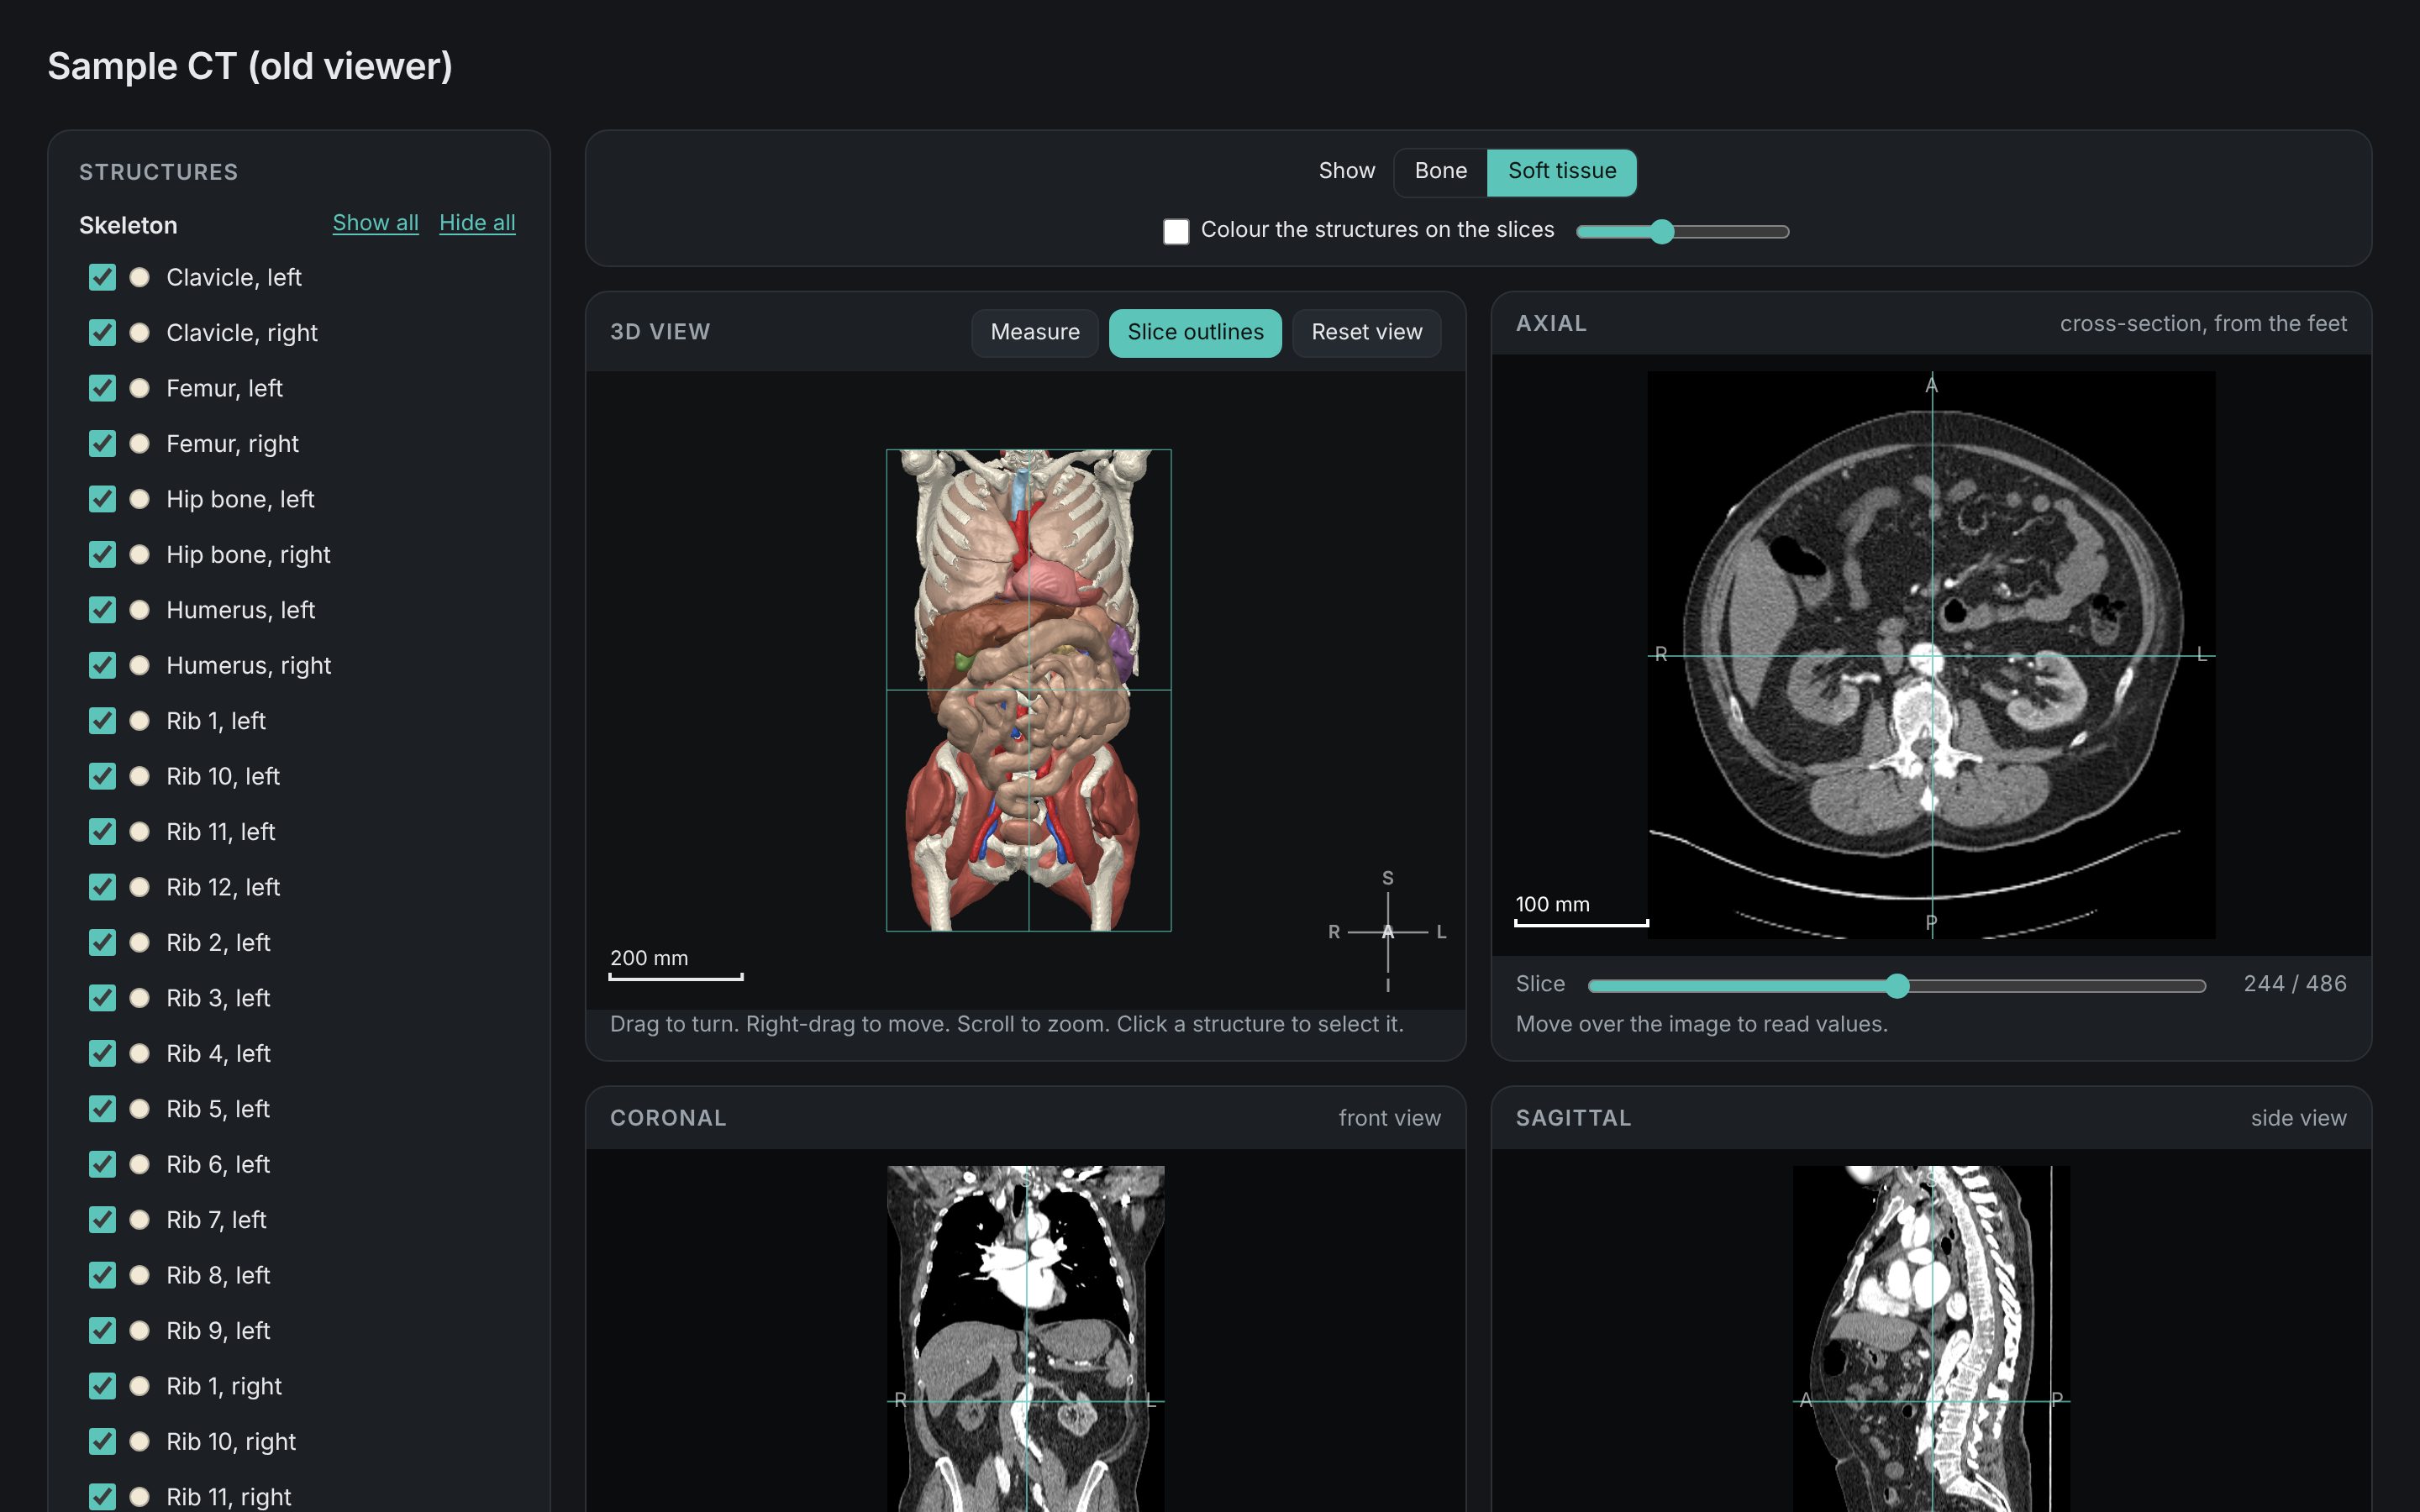 Sample CT (old viewer)
STRUCTURES
Skeleton Show all Hide all
Clavicle, left
Clavicle, right
Femur, left
Femur, right
Hip bone, left
Hip bone, right
Humerus, left
Humerus, right
Rib 1, left
Rib 10, left
Rib 11, left
Rib 12, left
Rib 2, left
Rib 3, left
Rib 4, left
Rib 5, left
Rib 6, left
Rib 7, left
Rib 8, left
Rib 9, left
Rib 1, right
Rib 10, right
Rib 11, right
Show Bone Soft tissue
Colour the structures on the slices
3D VIEW Measure Slice outlines Reset view
200 mm
S
R A L
I
Drag to turn. Right-drag to move. Scroll to zoom. Click a structure to select it.
AXIAL cross-section, from the feet
A
R L
100 mm
P
Slice 244 / 486
Move over the image to read values.
CORONAL front view
S
R L
SAGITTAL side view
S
A P